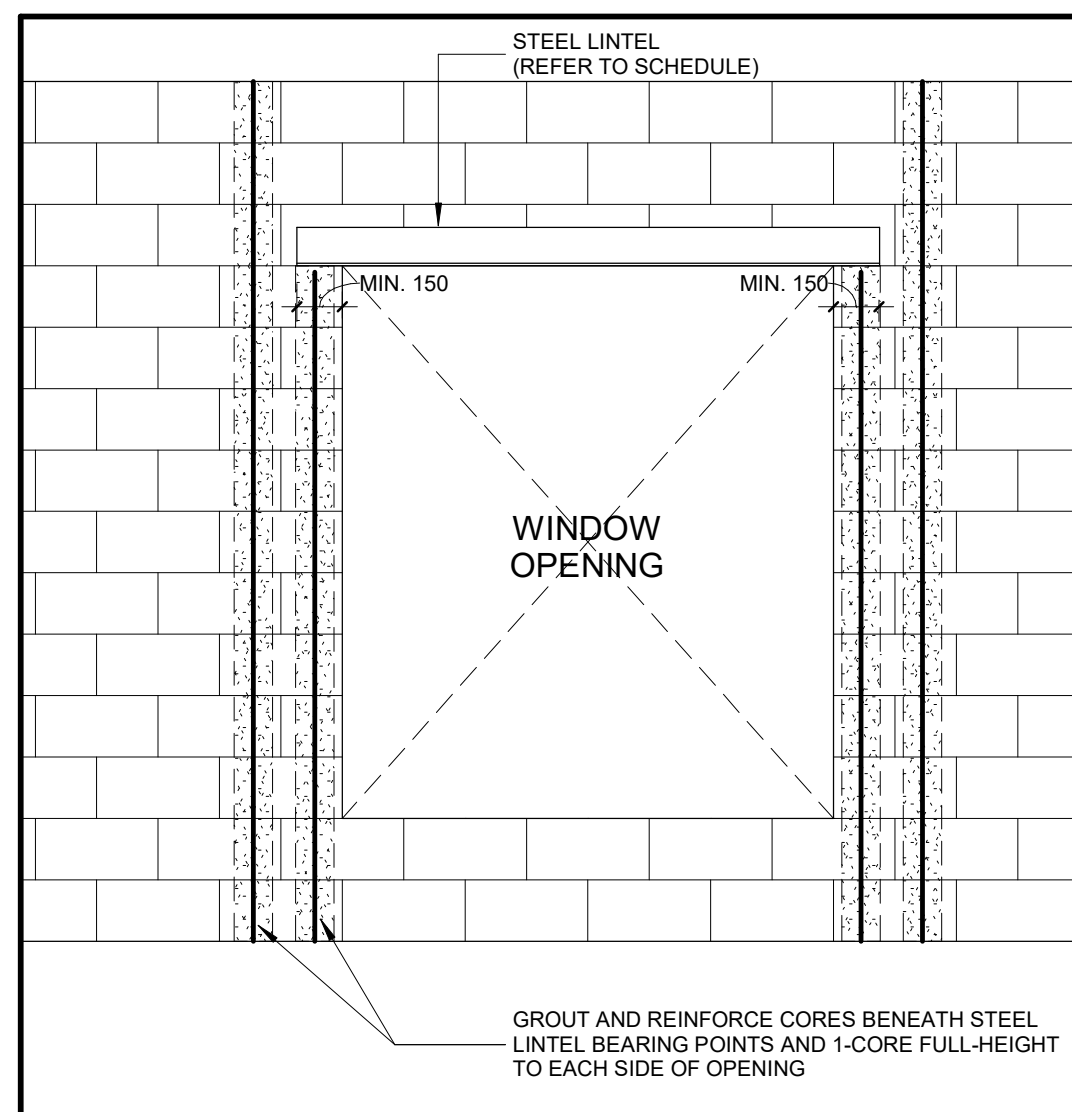 STEEL LINTEL
(REFER TO SCHEDULE)
MIN. 150
MIN. 150
WINDOW
OPENING
GROUT AND REINFORCE CORES BENEATH STEEL
LINTEL BEARING POINTS AND 1-CORE FULL-HEIGHT
TO EACH SIDE OF OPENING